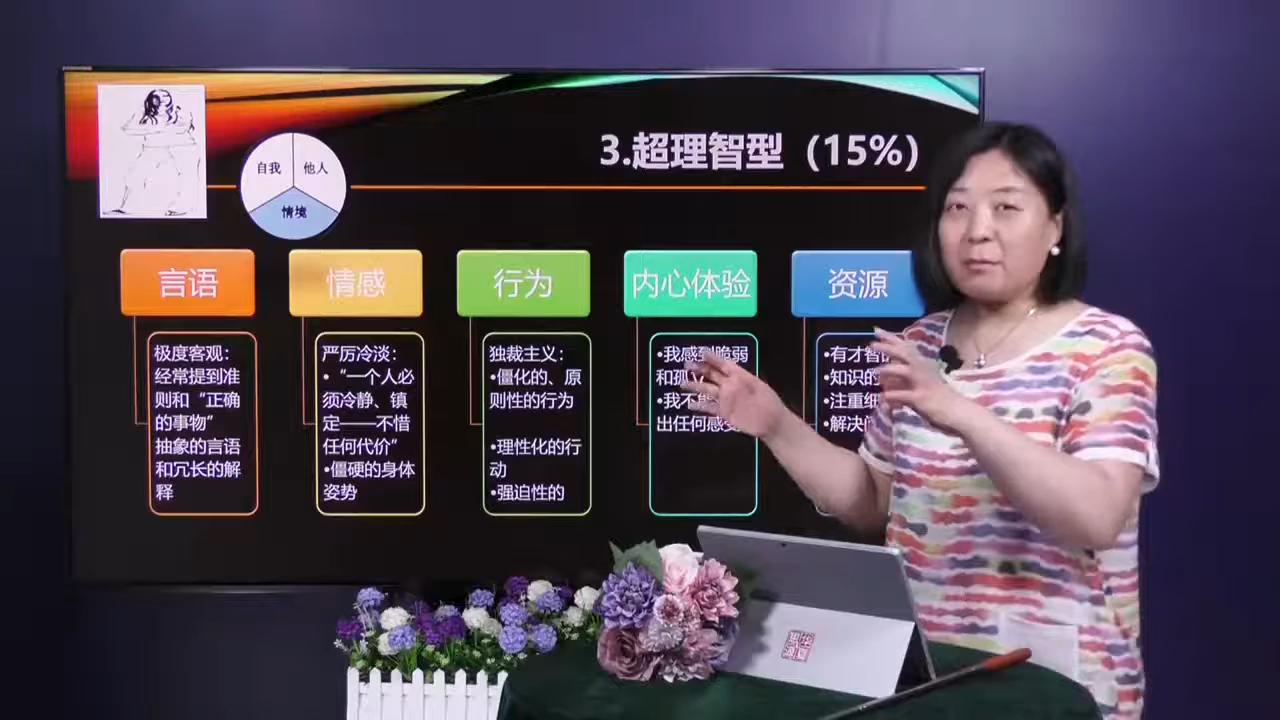 3.超理智型（15%）
自我
他人
情境
言语
极度客观：
经常提到准
则和“正确
的事物”
抽象的言语
和冗长的解
释
情感
严厉冷淡：
•“一个人必
须冷静、镇
定——不惜
任何代价”
•僵硬的身体
姿势
行为
独裁主义：
•僵化的、原
则性的行为
•理性化的行
动
•强迫性的
内心体验
•我感到脆弱
和孤
•我不
出任何感
资源
•有才智
•知识的
•注重细
•解决